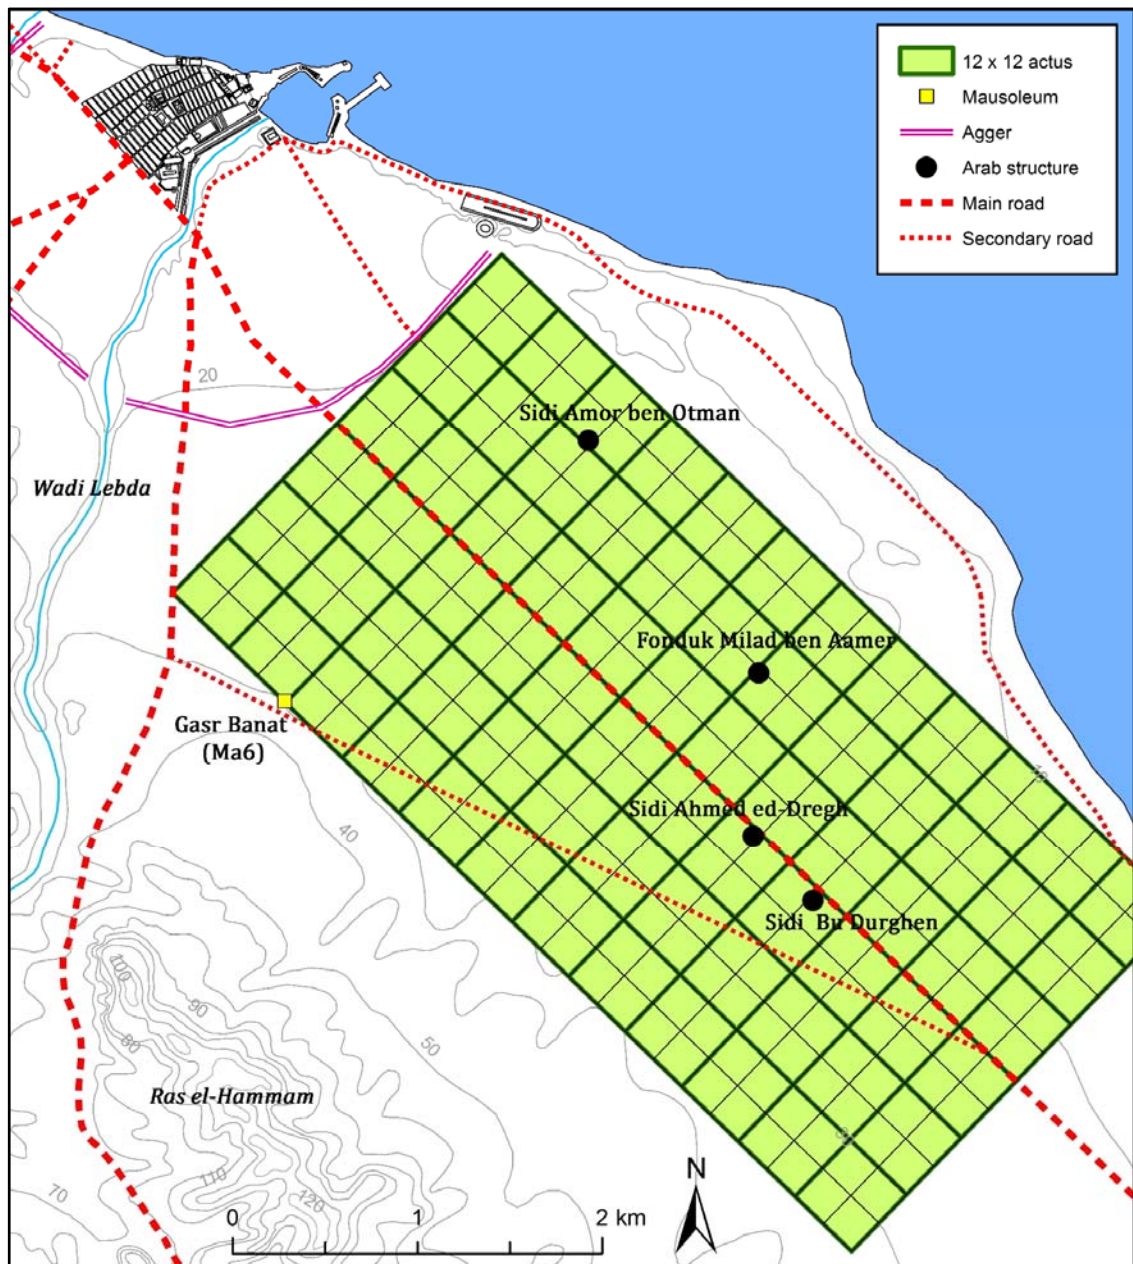 12 x 12 actus
Mausoleum
Agger
Arab structure
Main road
Secondary road
20
Sidi Amor ben Otman
Wadi Lebda
Fonduk Milad ben Aamer
Gasr Banat
(Ma6)
Sidi Ahmed ed-Dregh
40
Sidi Bu Durghen
100
90
80
50
Ras el-Hammam
N
110
70
120
0
1
2 km